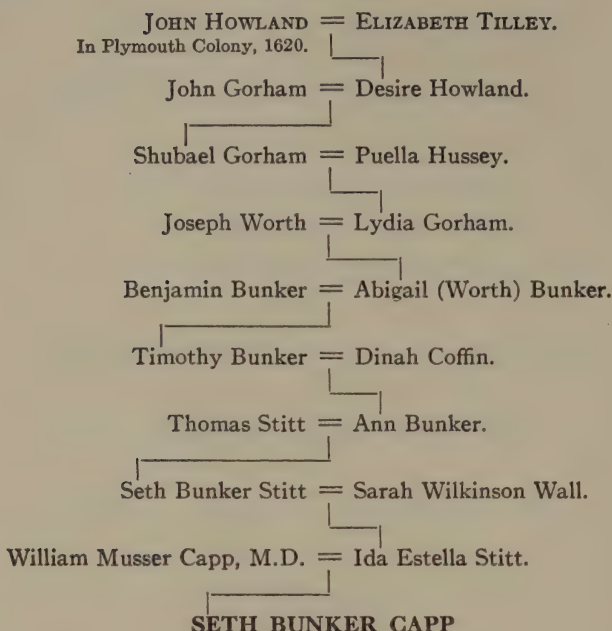 JOHN HOWLAND = ELIZABETH TILLEY.
In Plymouth Colony, 1620.
John Gorham = Desire Howland.
Shubael Gorham = Puella Hussey.
Joseph Worth = Lydia Gorham.
Benjamin Bunker = Abigail (Worth) Bunker.
Timothy Bunker = Dinah Coffin.
Thomas Stitt = Ann Bunker.
Seth Bunker Stitt = Sarah Wilkinson Wall.
William Musser Capp, M.D. = Ida Estella Stitt.
SETH BUNKER CAPP